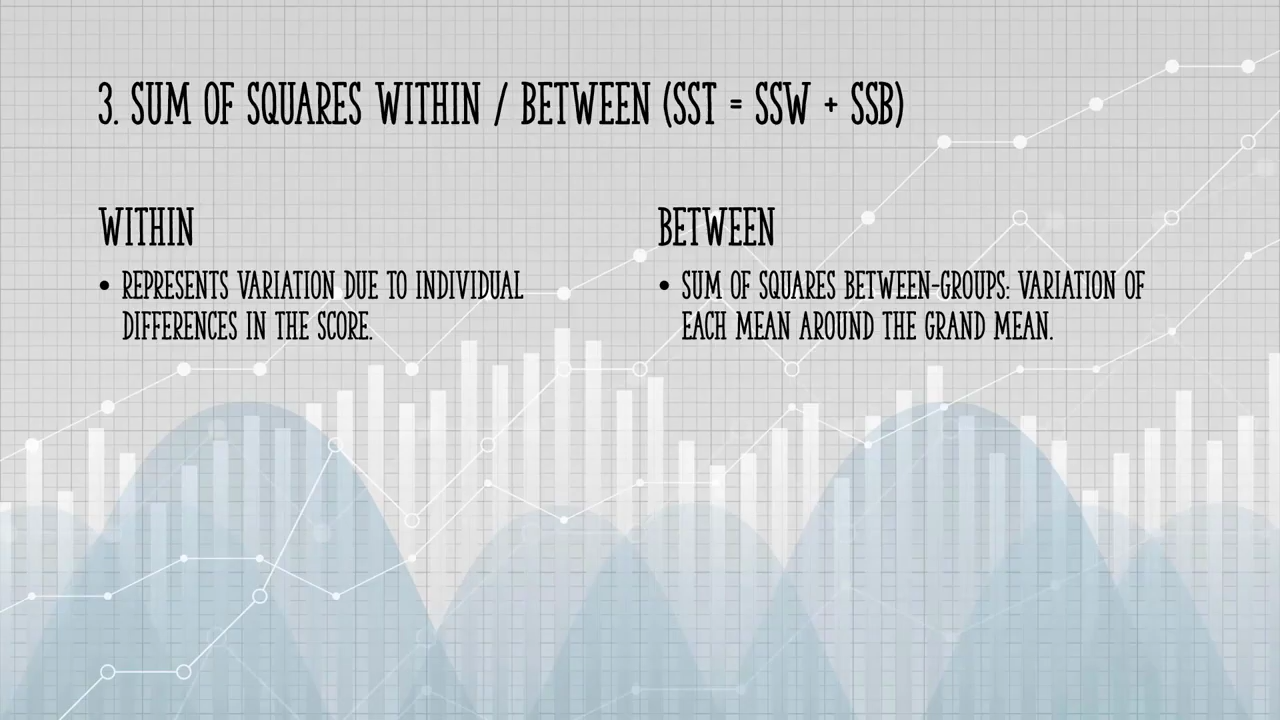 3. SUM OF SQUARES WITHIN / BETWEEN (SST = SSW + SSB)
WITHIN
• REPRESENTS VARIATION DUE TO INDIVIDUAL
DIFFERENCES IN THE SCORE.
BETWEEN
• SUM OF SQUARES BETWEEN-GROUPS: VARIATION OF
EACH MEAN AROUND THE GRAND MEAN.